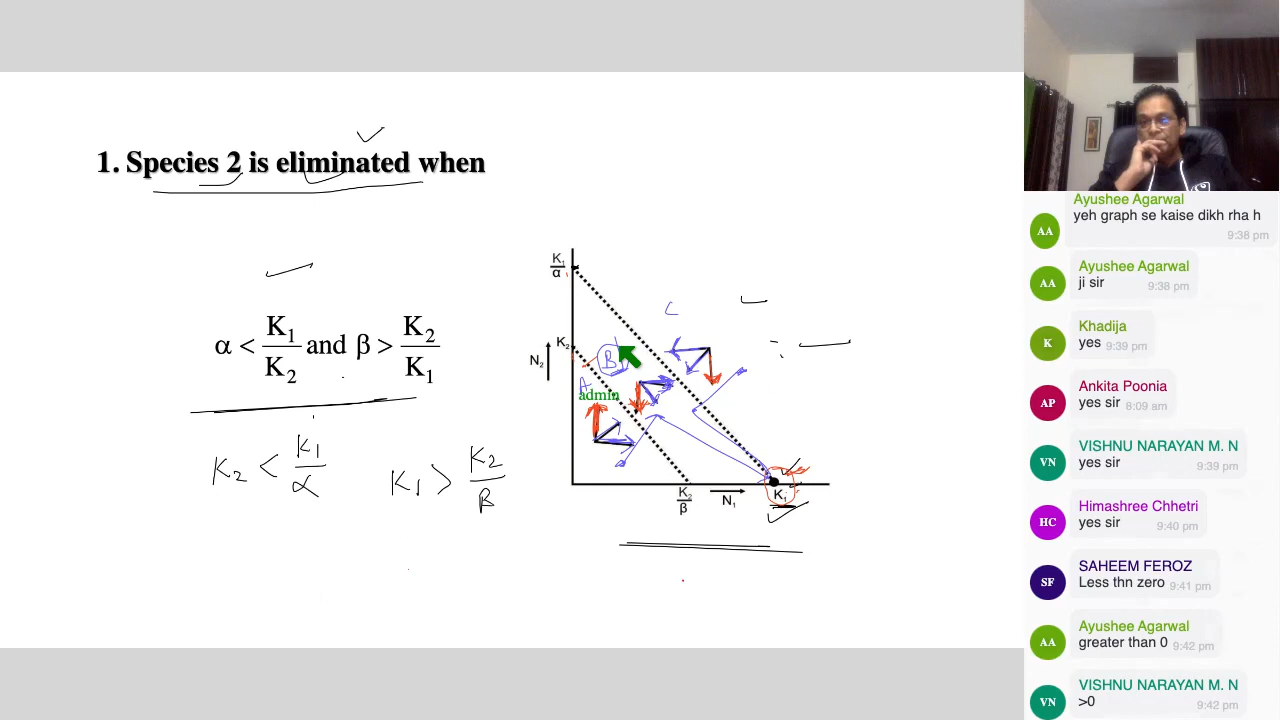 1. Species 2 is eliminated when
α < K₁/K₂ and β > K₂/K₁
K₂ < K₁/α K₁ > K₂/β
K₁/α
C
K₂
N₂
B
A
admin
K₂/β
N₁
K₁
Ayushee Agarwal
yeh graph se kaise dikh rha h
9:38 pm
AA
Ayushee Agarwal
ji sir
9:38 pm
AA
Khadija
yes 9:39 pm
K
Ankita Poonia
yes sir 8:09 am
AP
VISHNU NARAYAN M. N
yes sir 9:39 pm
VN
Himashree Chhetri
yes sir 9:40 pm
HC
SAHEEM FEROZ
Less thn zero 9:41 pm
SF
Ayushee Agarwal
greater than 0 9:42 pm
AA
VISHNU NARAYAN M. N
>0 9:42 pm
VN